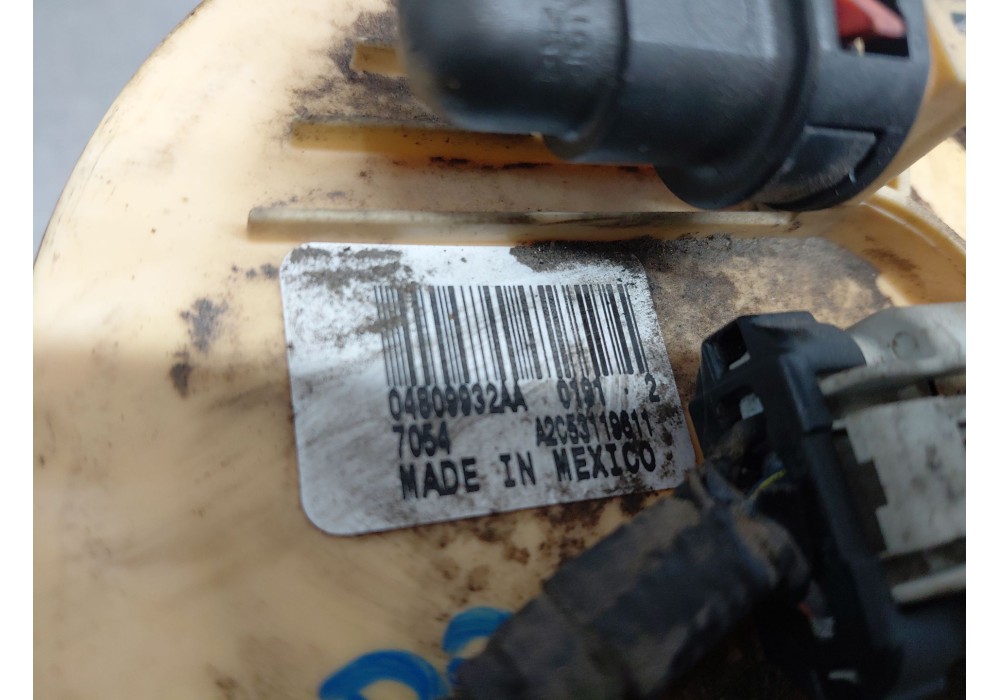 04809932AA 0191 2
7054 A2C53119611
MADE IN MEXICO